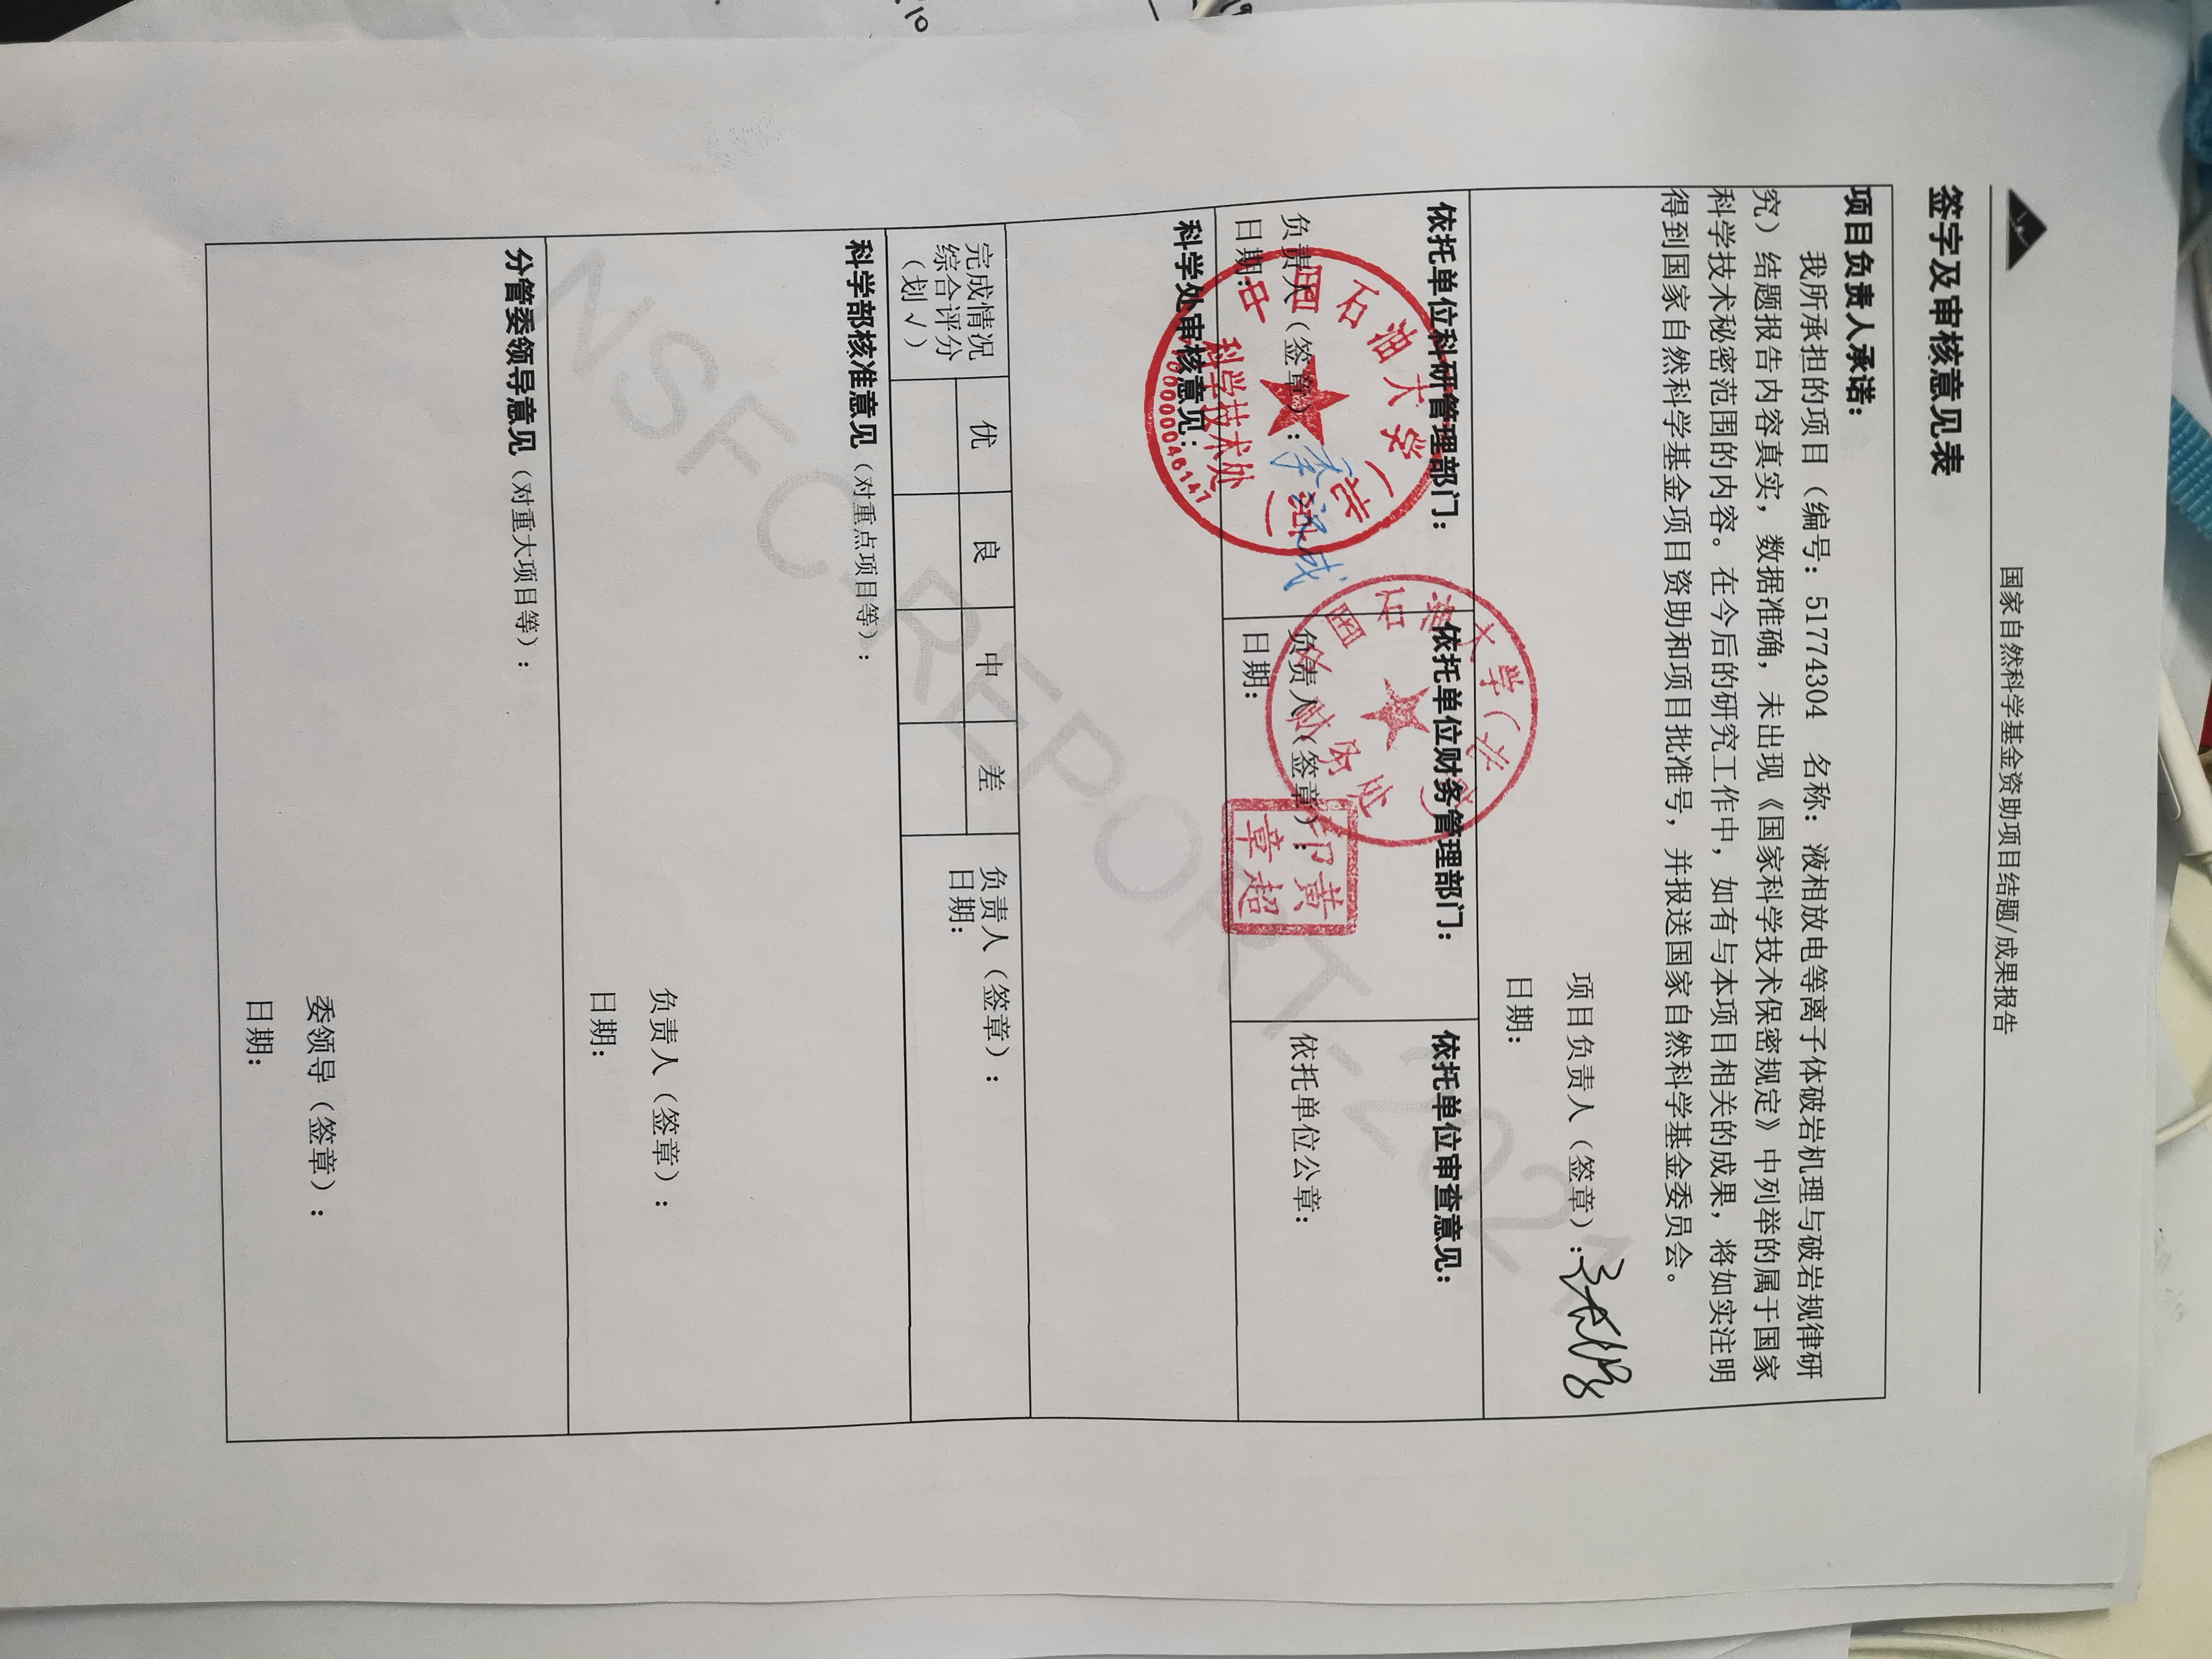 国家自然科学基金资助项目结题/成果报告
签字及审核意见表
项目负责人承诺：
我所承担的项目（编号：51774304 名称：液相放电等离子体破岩机理与破岩规律研
究）结题报告内容真实，数据准确，未出现《国家科学技术保密规定》中列举的属于国家
科学技术秘密范围的内容。在今后的研究工作中，如有与本项目相关的成果，将如实注明
得到国家自然科学基金项目资助和项目批准号，并报送国家自然科学基金委员会。
项目负责人（签章）：
日期：
依托单位科研管理部门：
负责人（签章）：
日期：
中国石油大学（北京）
科学技术处
依托单位财务管理部门：
负责人（签章）：
日期：
中国石油大学（北京）
财务处
黄超
印章
依托单位审查意见：
依托单位公章：
科学处审核意见：
完成情况
综合评分
（划√）
优 良 中 差
负责人（签章）：
日期：
科学部核准意见（对重点项目等）：
负责人（签章）：
日期：
分管委领导意见（对重大项目等）：
委领导（签章）：
日期：
NSFC-REPORT-2021